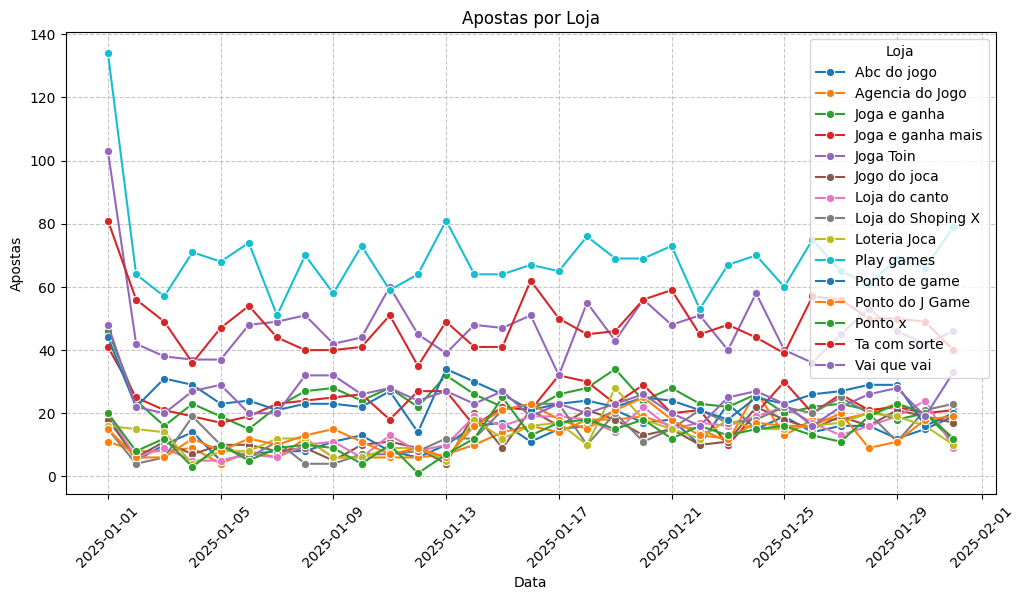 Apostas por Loja
140
120
100
80
60
40
20
0
Apostas
Loja
Abc do jogo
Agencia do Jogo
Joga e ganha
Joga e ganha mais
Joga Toin
Jogo do joca
Loja do canto
Loja do Shoping X
Loteria Joca
Play games
Ponto de game
Ponto do J Game
Ponto x
Ta com sorte
Vai que vai
2025-01-01
2025-01-05
2025-01-09
2025-01-13
2025-01-17
2025-01-21
2025-01-25
2025-01-29
2025-02-01
Data